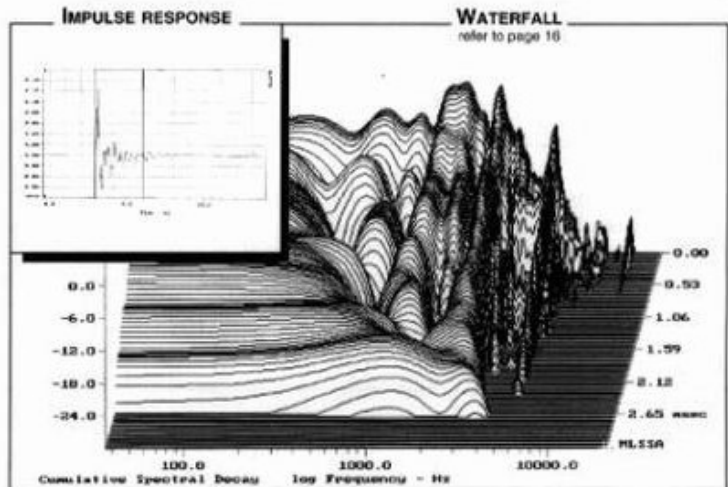 IMPULSE RESPONSE
WATERFALL
refer to page 16
0.0
-6.0
-12.0
-18.0
-24.0
0.00
0.53
1.06
1.59
2.12
2.65 msec
MLSSA
100.0 1000.0 10000.0
Cumulative Spectral Decay log Frequency - Hz